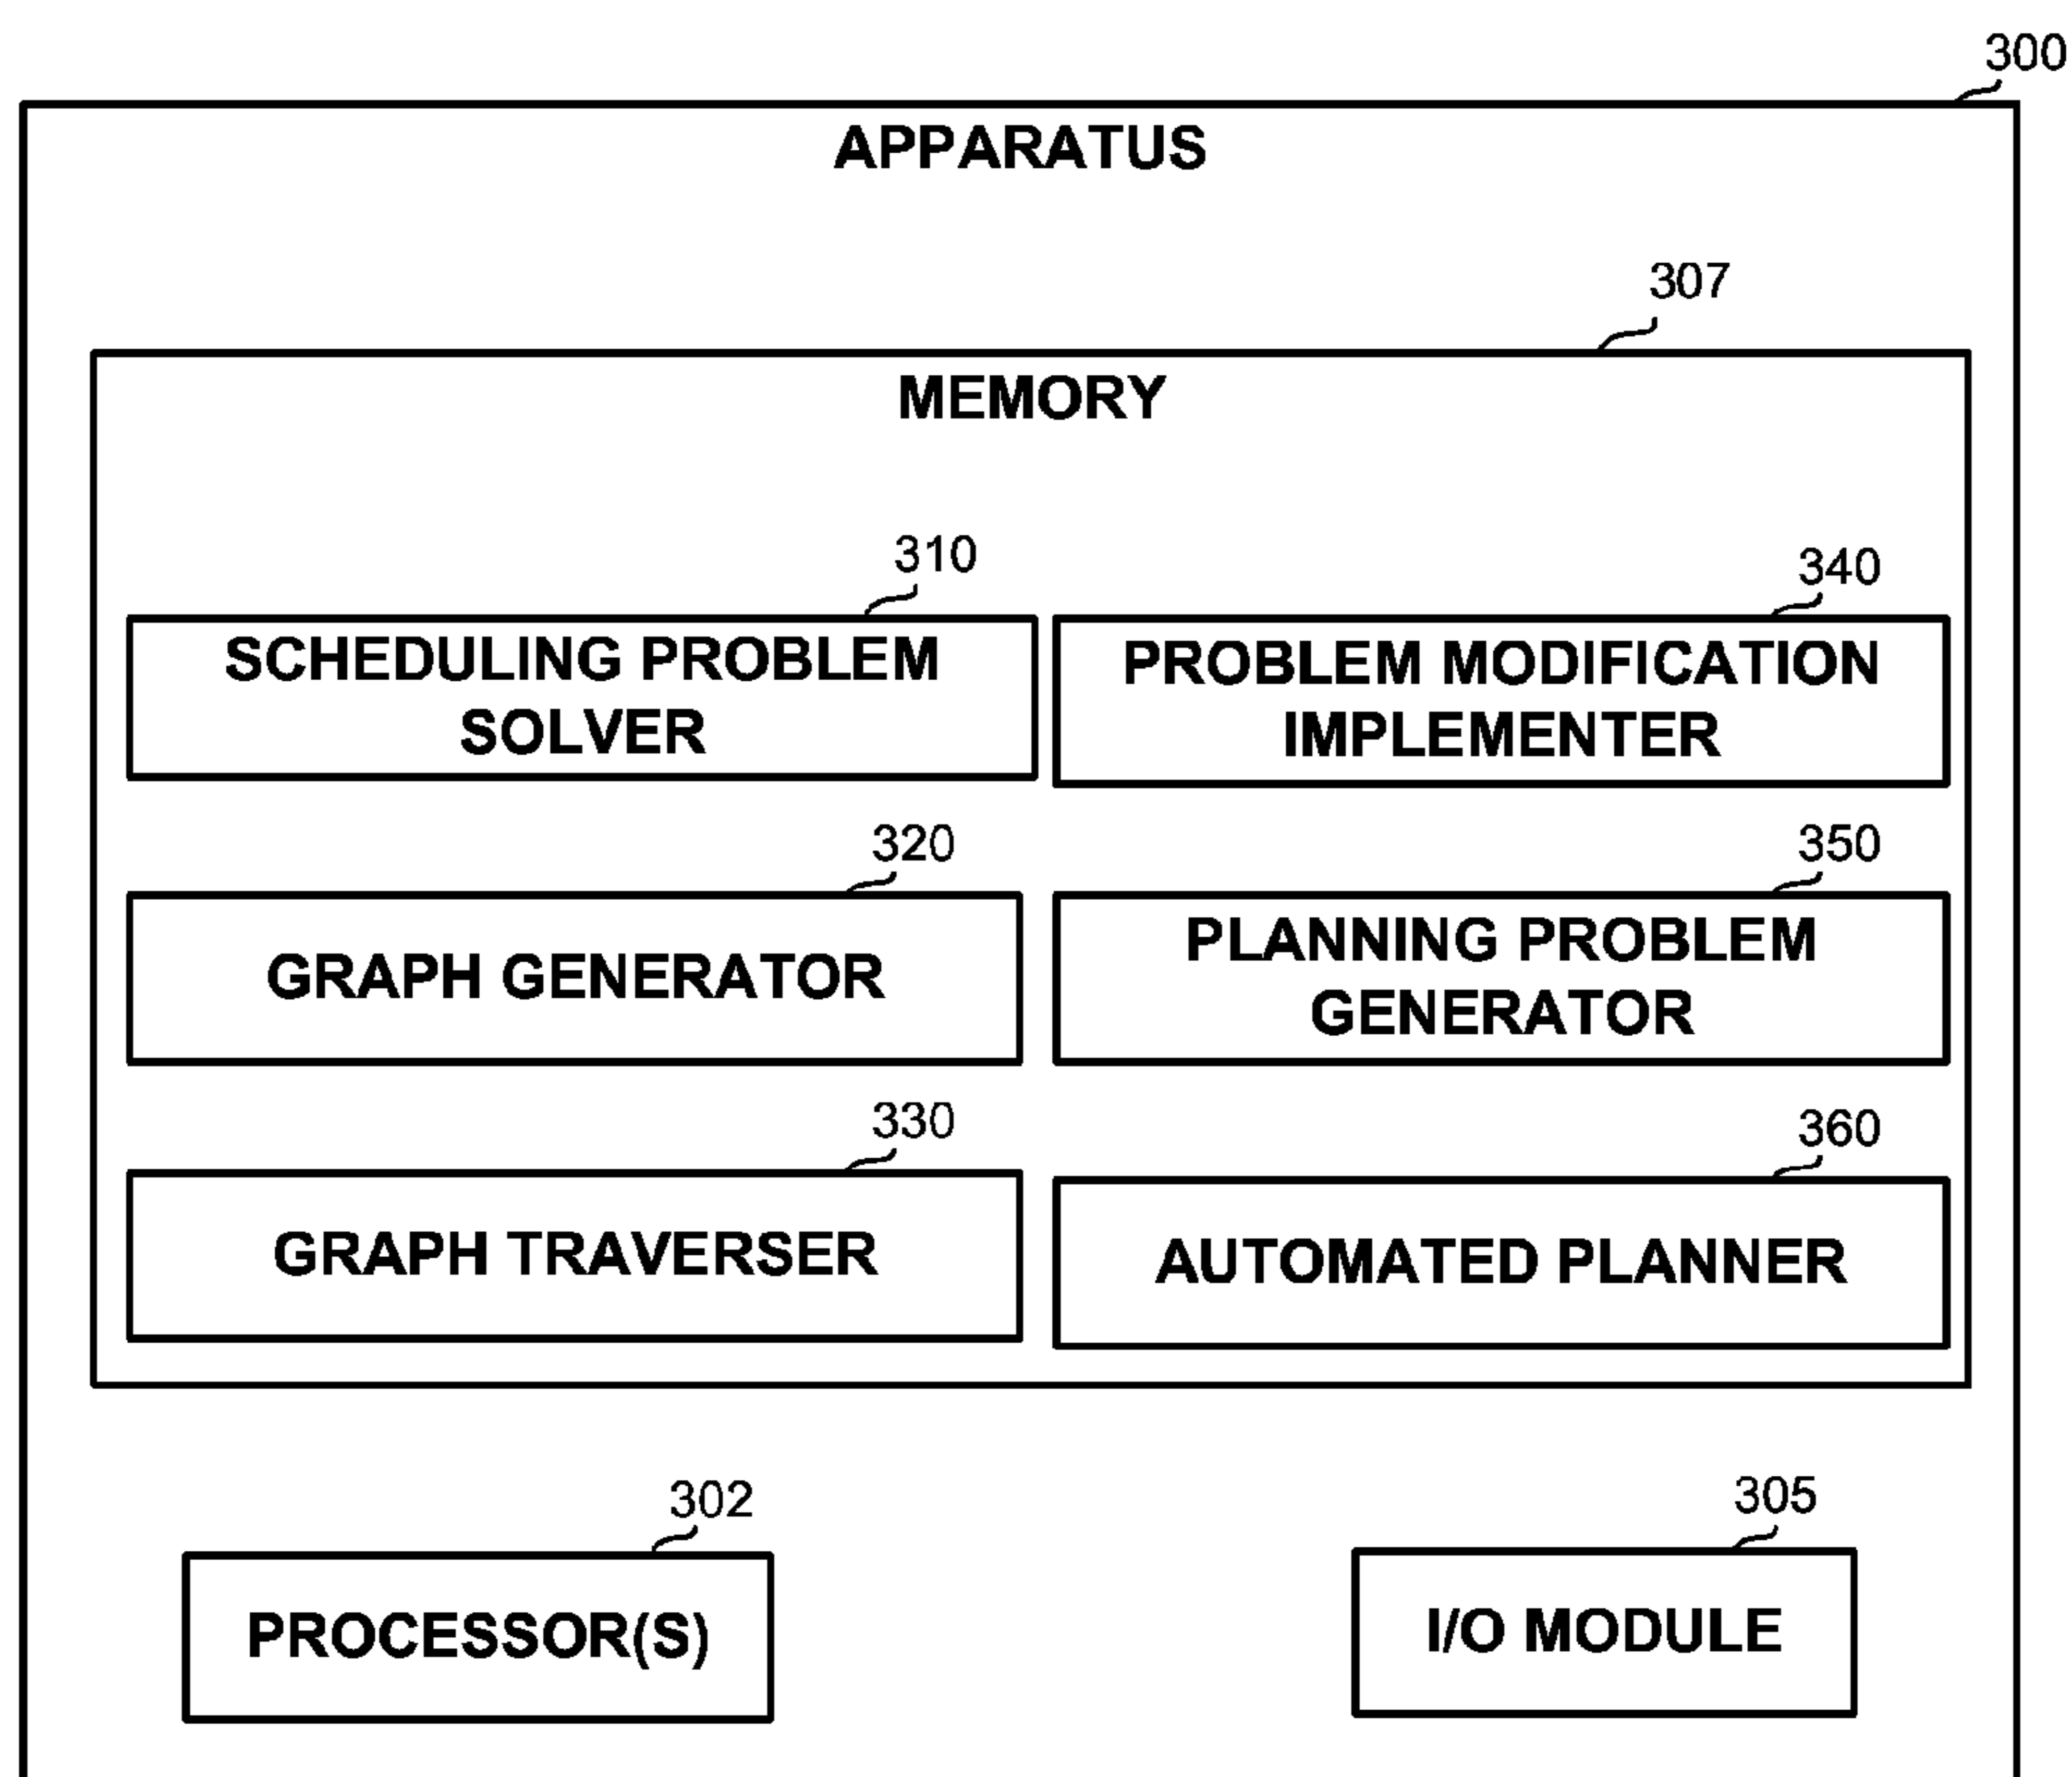 300
APPARATUS
307
MEMORY
310
340
SCHEDULING PROBLEM
SOLVER
PROBLEM MODIFICATION
IMPLEMENTER
320
350
GRAPH GENERATOR
PLANNING PROBLEM
GENERATOR
330
360
GRAPH TRAVERSER
AUTOMATED PLANNER
302
305
PROCESSOR(S)
I/O MODULE